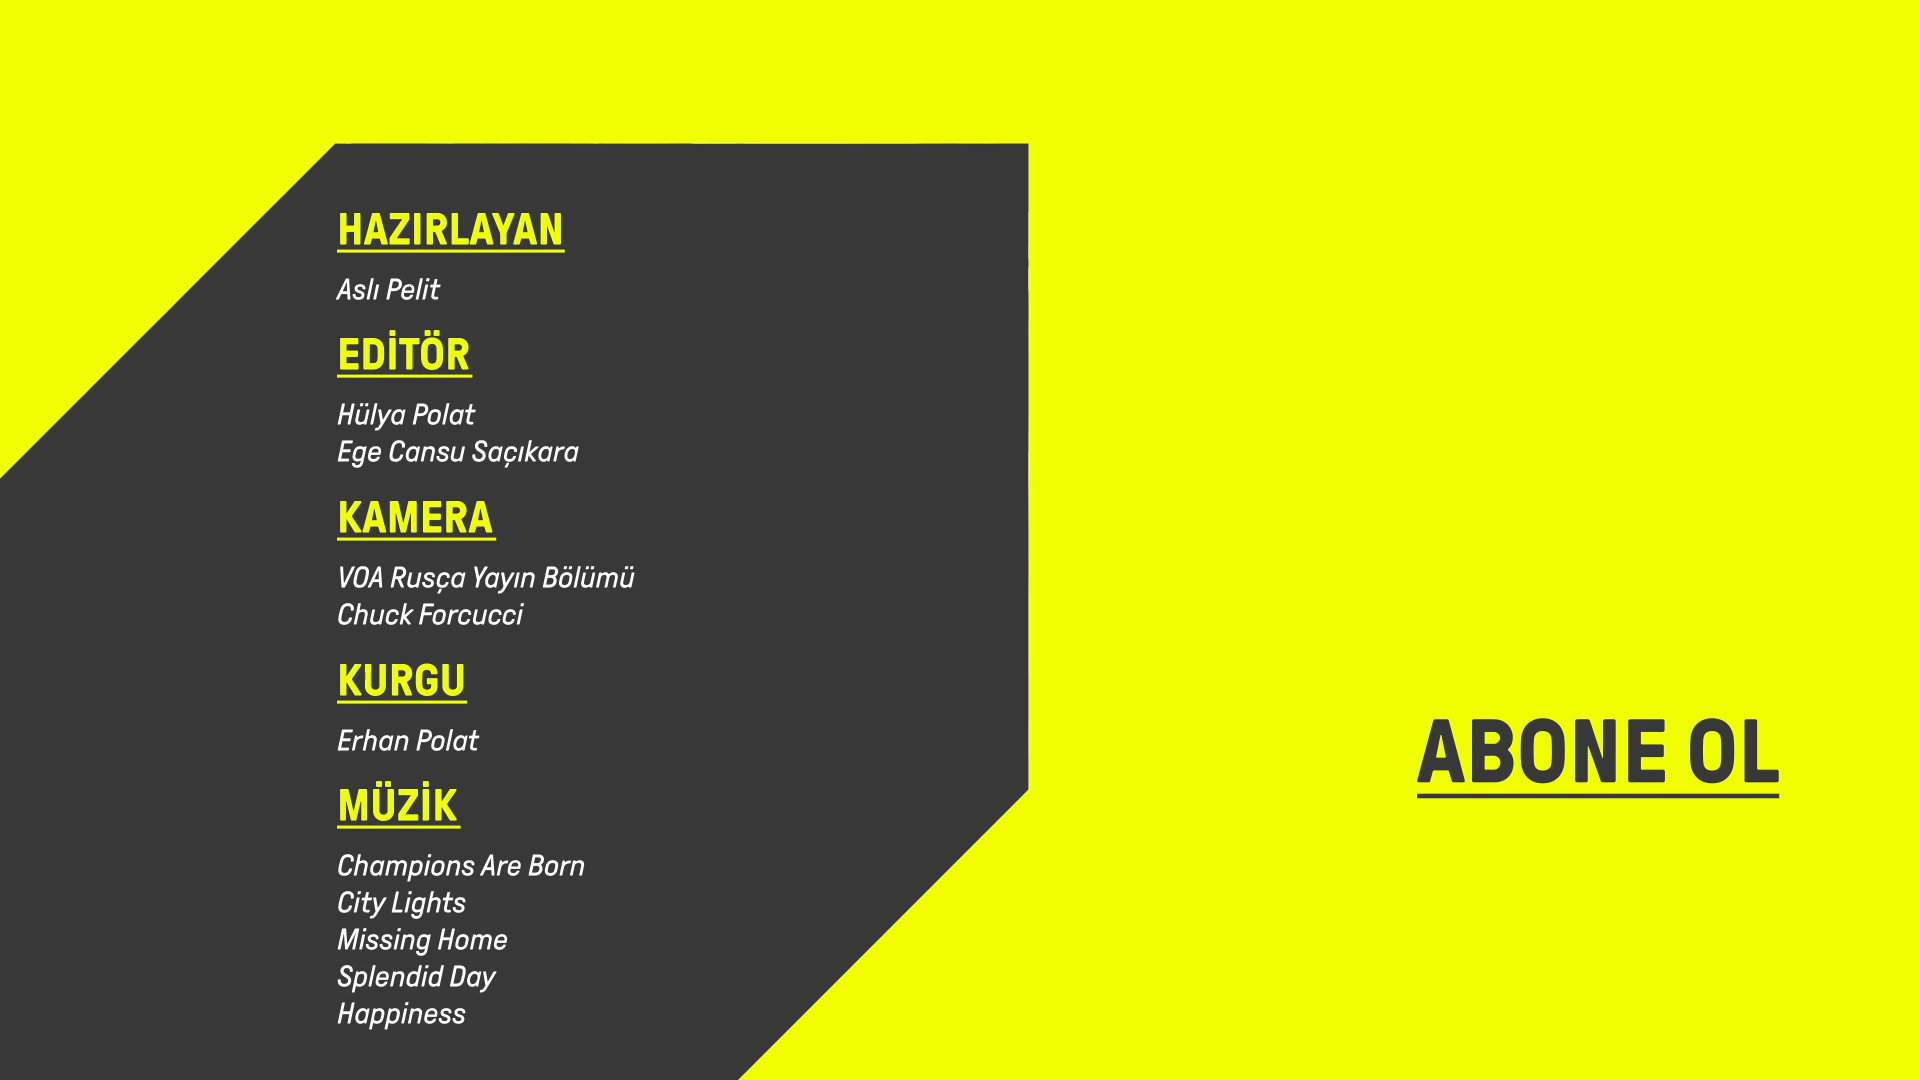 HAZIRLAYAN
Aslı Pelit
EDİTÖR
Hülya Polat
Ege Cansu Saçıkara
KAMERA
VOA Rusça Yayın Bölümü
Chuck Forcucci
KURGU
Erhan Polat
MÜZİK
Champions Are Born
City Lights
Missing Home
Splendid Day
Happiness
ABONE OL